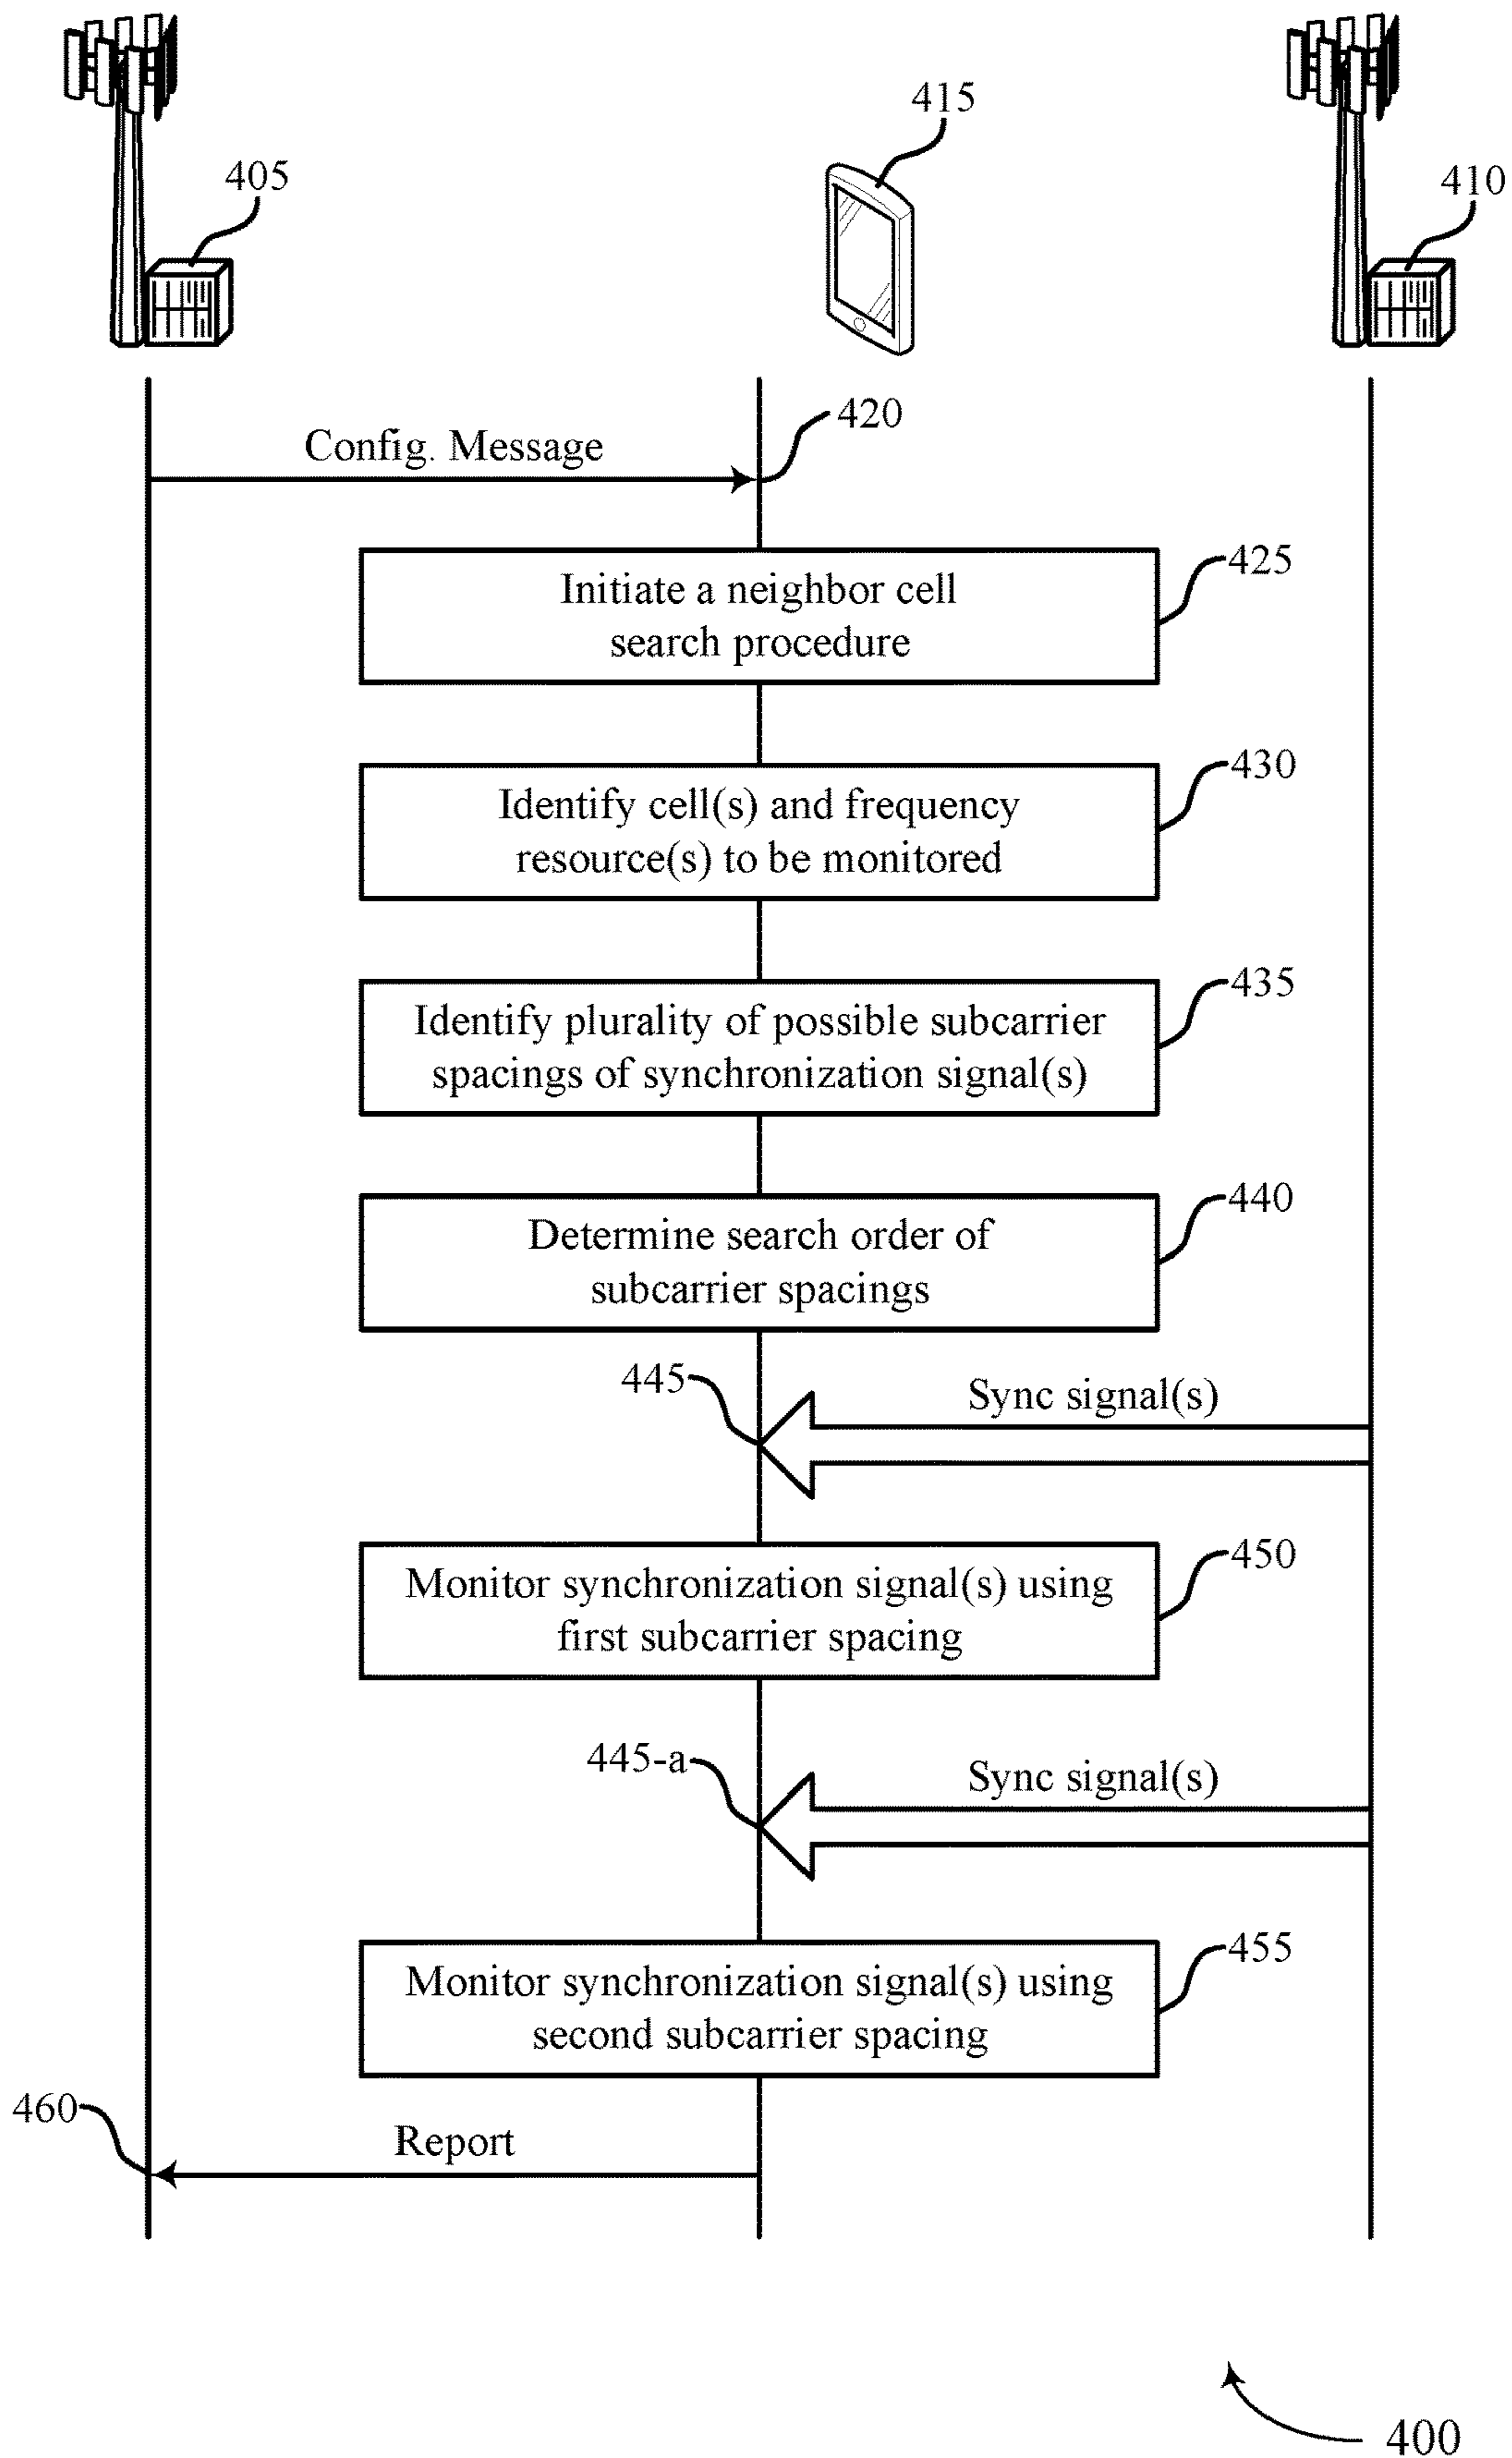 415
405
410
420
Config. Message
425
Initiate a neighbor cell
search procedure
430
Identify cell(s) and frequency
resource(s) to be monitored
435
Identify plurality of possible subcarrier
spacings of synchronization signal(s)
440
Determine search order of
subcarrier spacings
445
Sync signal(s)
450
Monitor synchronization signal(s) using
first subcarrier spacing
445-a
Sync signal(s)
455
Monitor synchronization signal(s) using
second subcarrier spacing
460
Report
400